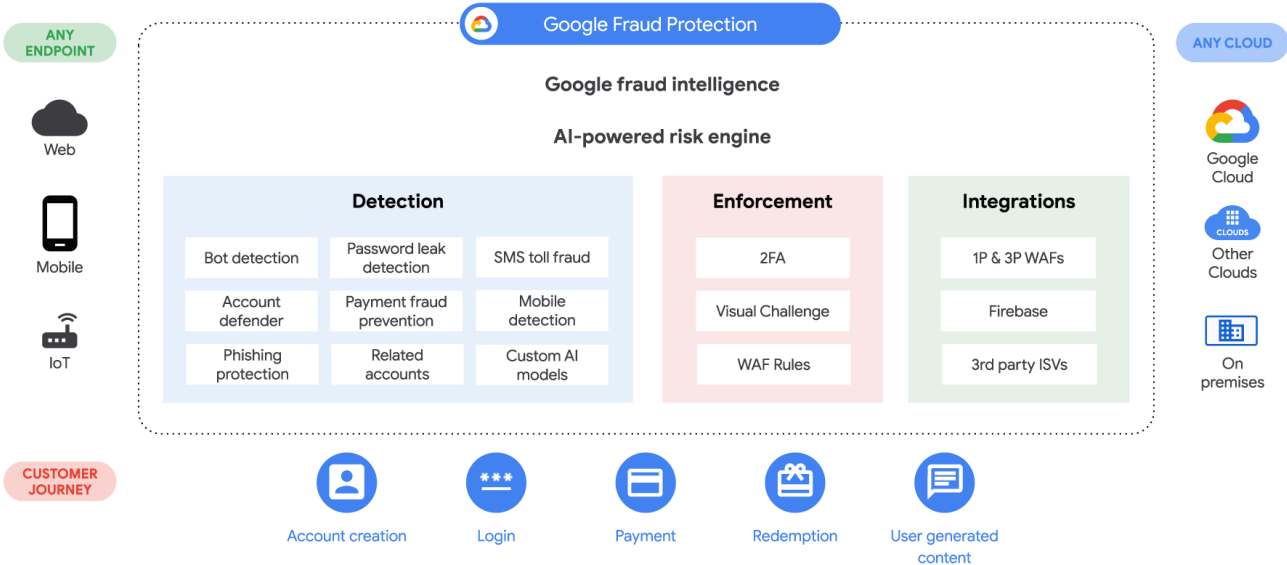 Google Fraud Protection
ANY
ENDPOINT
Web
Mobile
IoT
Google fraud intelligence
AI-powered risk engine
Detection
Bot detection
Password leak
detection
SMS toll fraud
Account
defender
Payment fraud
prevention
Mobile
detection
Phishing
protection
Related
accounts
Custom AI
models
Enforcement
2FA
Visual Challenge
WAF Rules
Integrations
1P & 3P WAFs
Firebase
3rd party ISVs
ANY CLOUD
Google
Cloud
CLOUDS
Other
Clouds
On
premises
CUSTOMER
JOURNEY
***
Account creation
Login
Payment
Redemption
User generated
content